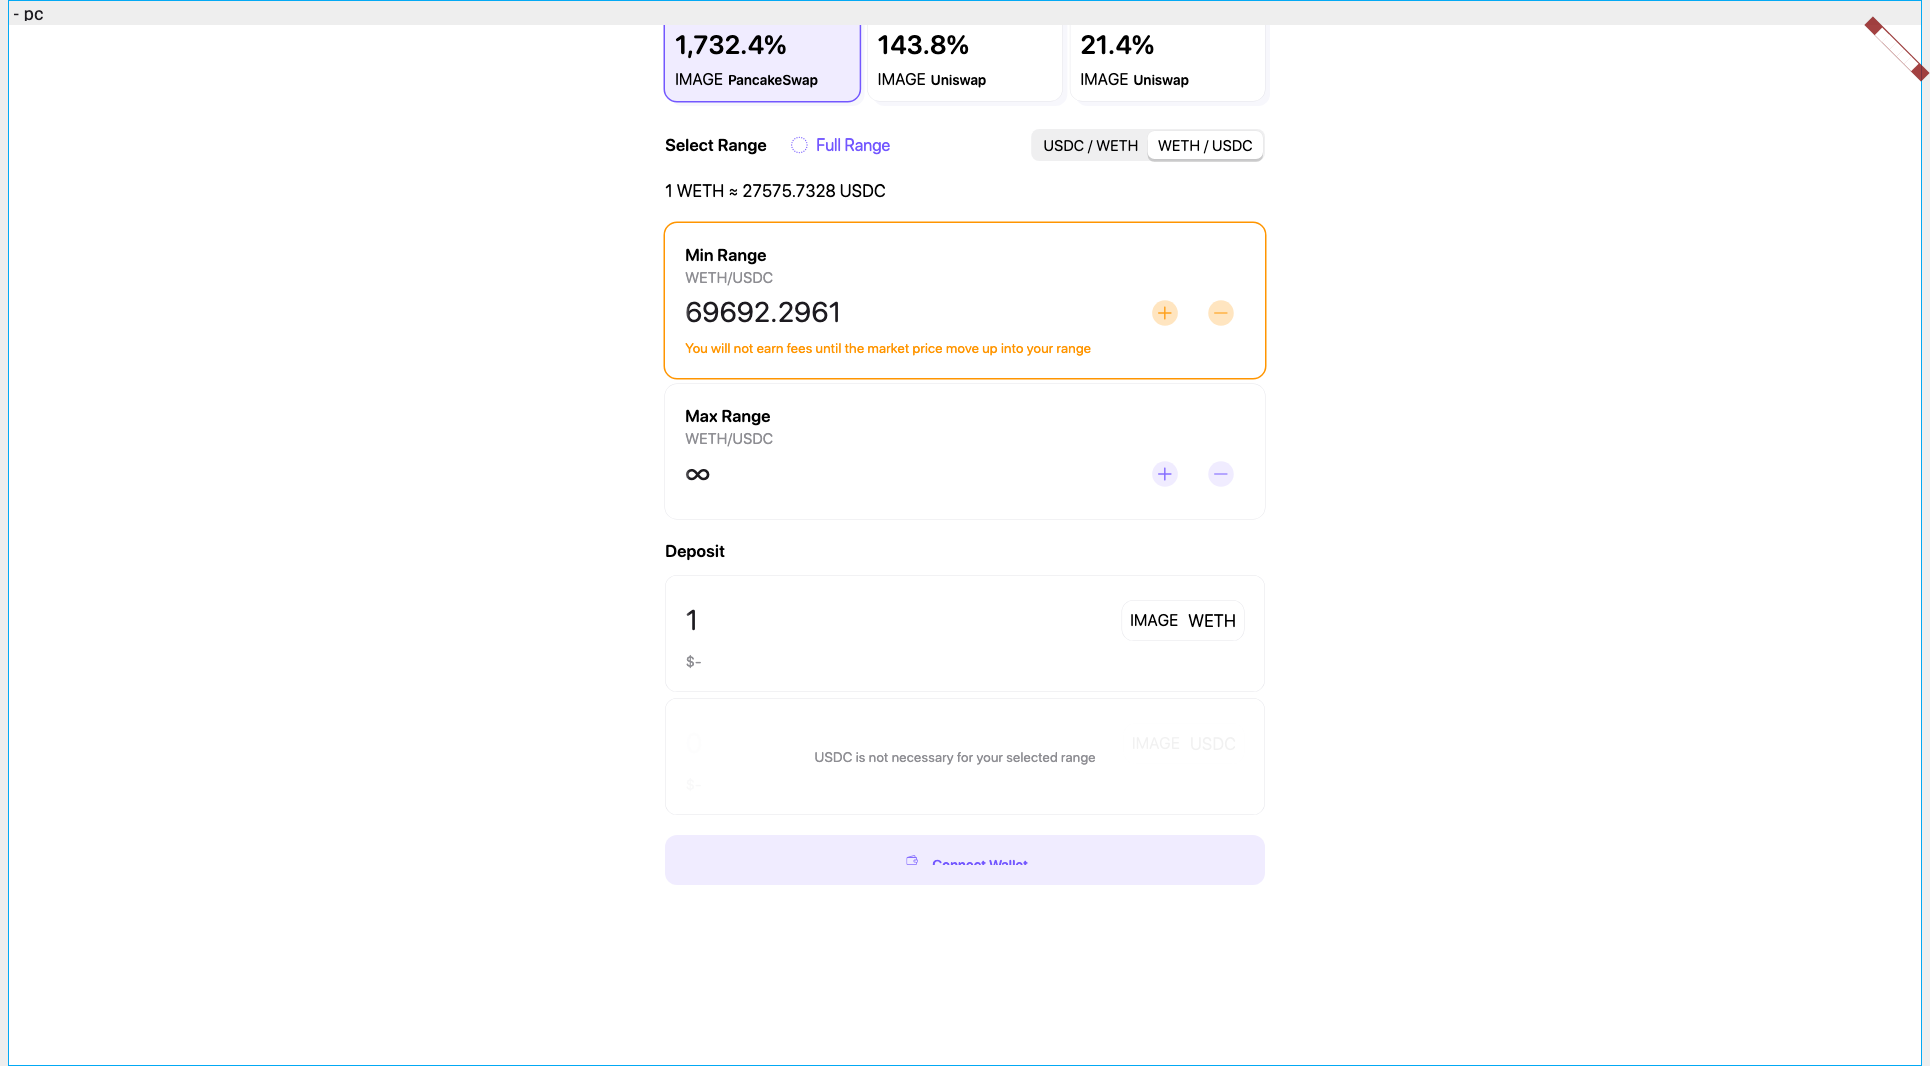 - pc
1,732.4% 143.8% 21.4%
IMAGE PancakeSwap IMAGE Uniswap IMAGE Uniswap
Select Range Full Range USDC / WETH WETH / USDC
1 WETH ≈ 27575.7328 USDC
Min Range
WETH/USDC
69692.2961
You will not earn fees until the market price move up into your range
Max Range
WETH/USDC
∞
Deposit
1 IMAGE WETH
$-
0 IMAGE USDC
USDC is not necessary for your selected range
$-
Connect Wallet